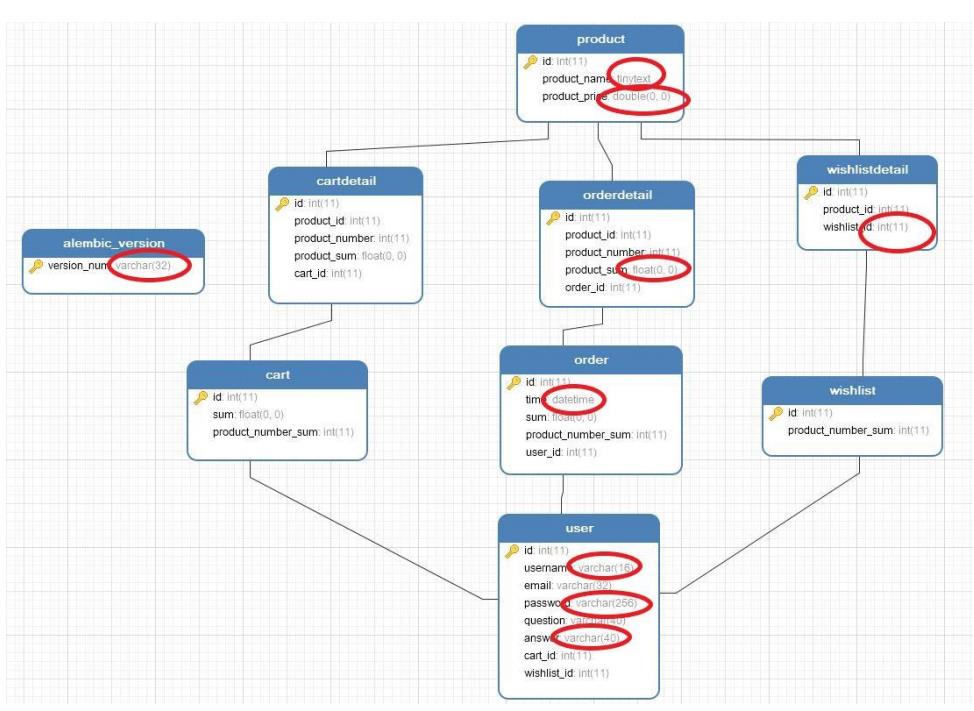 product
id: int(11)
product_name: tinytext
product_price: double(0, 0)
cartdetail
id: int(11)
product_id: int(11)
product_number: int(11)
product_sum: float(0, 0)
cart_id: int(11)
orderdetail
id: int(11)
product_id: int(11)
product_number: int(11)
product_sum: float(0, 0)
order_id: int(11)
wishlistdetail
id: int(11)
product_id: int(11)
wishlist_id: int(11)
alembic_version
version_num: varchar(32)
cart
id: int(11)
sum: float(0, 0)
product_number_sum: int(11)
order
id: int(11)
time: datetime
sum: float(0, 0)
product_number_sum: int(11)
user_id: int(11)
wishlist
id: int(11)
product_number_sum: int(11)
user
id: int(11)
username: varchar(16)
email: varchar(32)
password: varchar(256)
question: varchar(40)
answer: varchar(40)
cart_id: int(11)
wishlist_id: int(11)